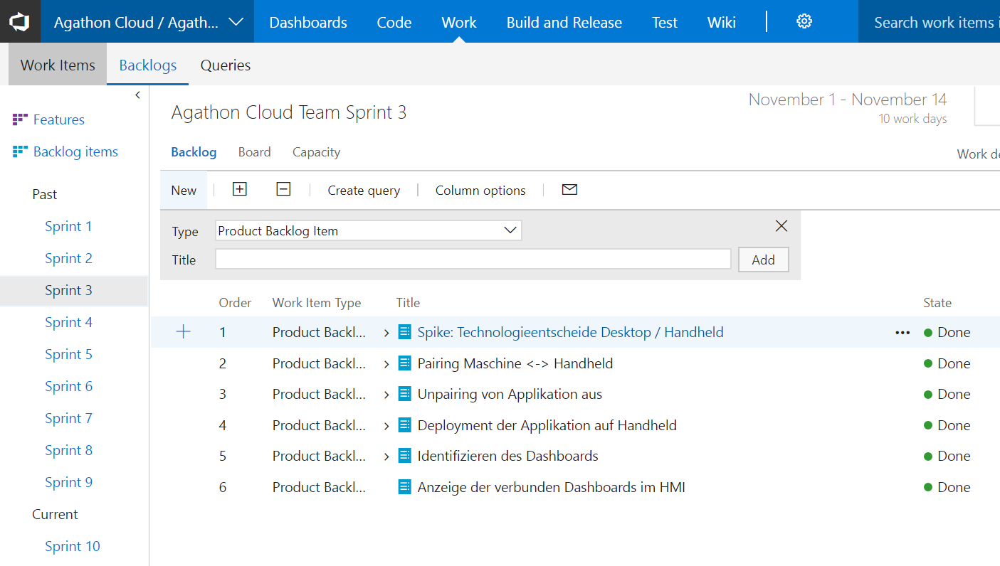 Agathon Cloud / Agath... Dashboards Code Work Build and Release Test Wiki Search work items
Work Items Backlogs Queries
Features
Backlog items
Past
Sprint 1
Sprint 2
Sprint 3
Sprint 4
Sprint 5
Sprint 6
Sprint 7
Sprint 8
Sprint 9
Current
Sprint 10
Agathon Cloud Team Sprint 3
November 1 - November 14
10 work days
Backlog Board Capacity
Work
New Create query Column options
Type Product Backlog Item
Title Add
Order Work Item Type Title State
1 Product Backl... Spike: Technologieentscheide Desktop / Handheld ... Done
2 Product Backl... Pairing Maschine <-> Handheld Done
3 Product Backl... Unpairing von Applikation aus Done
4 Product Backl... Deployment der Applikation auf Handheld Done
5 Product Backl... Identifizieren des Dashboards Done
6 Product Backl... Anzeige der verbunden Dashboards im HMI Done